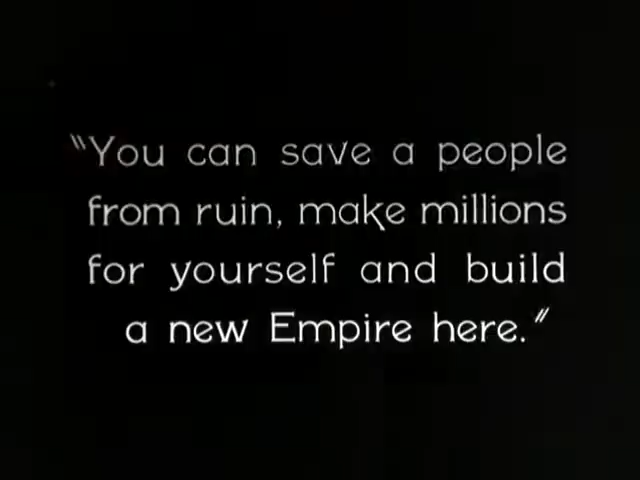 "You can save a people
from ruin, make millions
for yourself and build
a new Empire here."